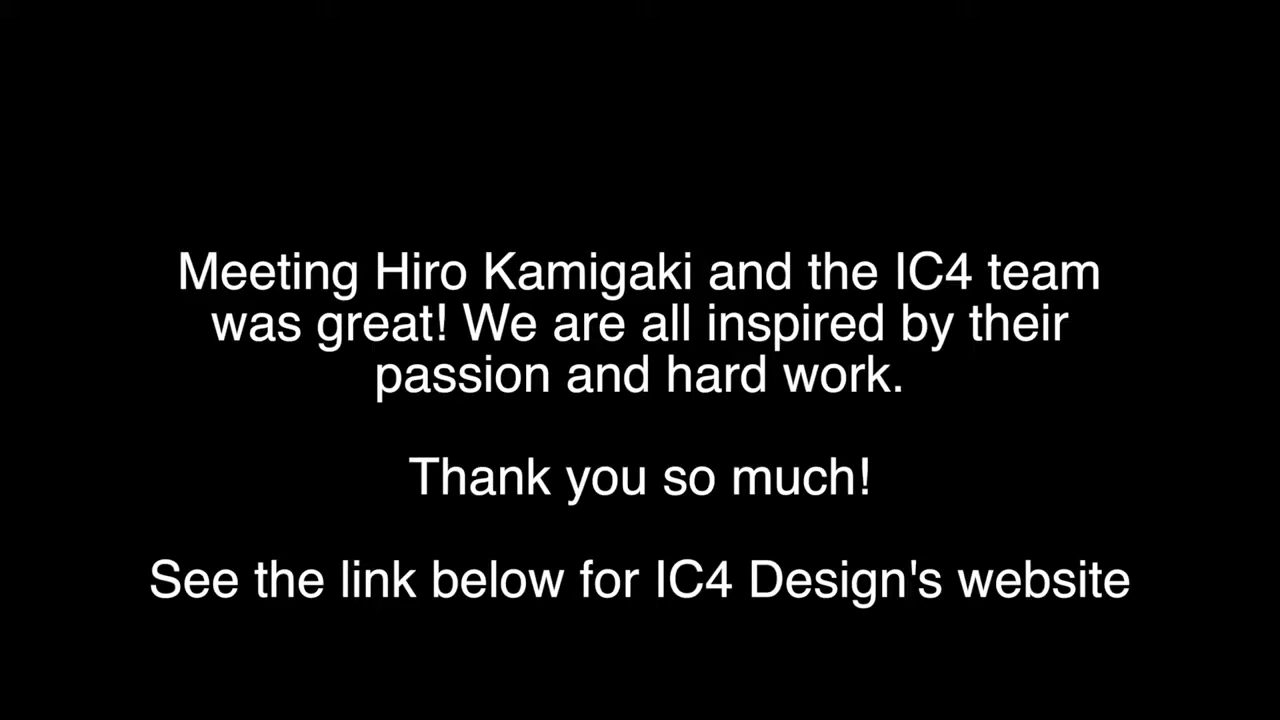 Meeting Hiro Kamigaki and the IC4 team
was great! We are all inspired by their
passion and hard work.
Thank you so much!
See the link below for IC4 Design's website